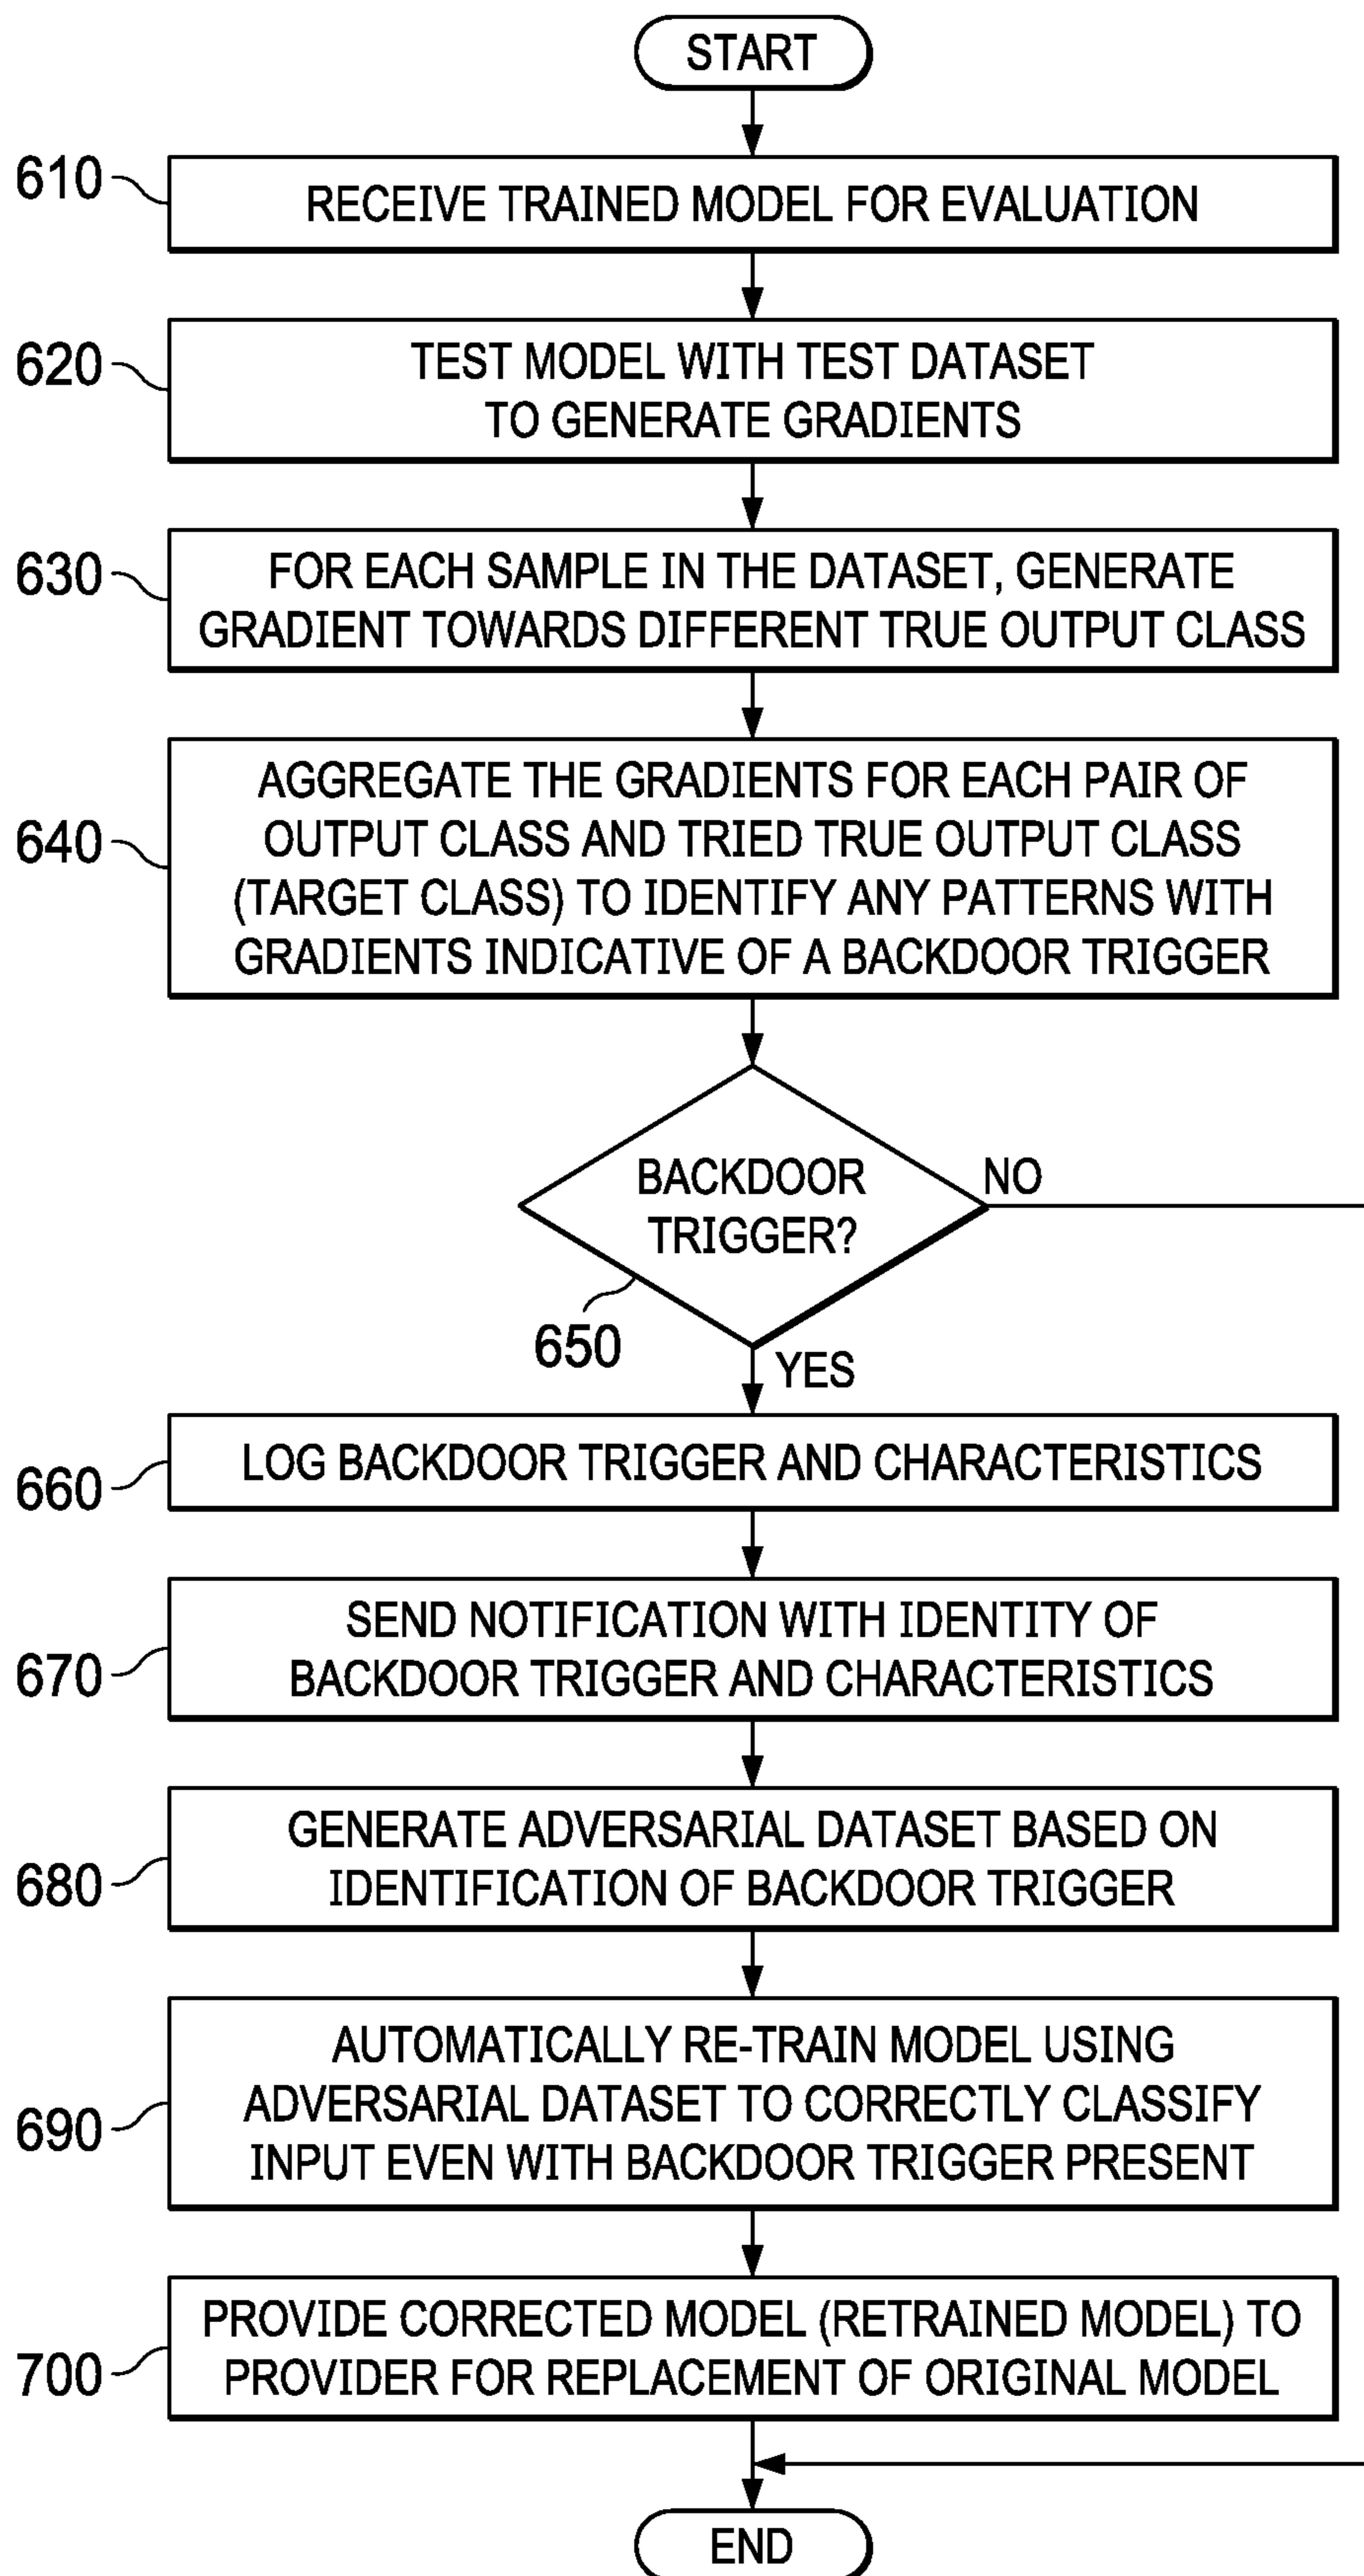 START
610
RECEIVE TRAINED MODEL FOR EVALUATION
620
TEST MODEL WITH TEST DATASET
TO GENERATE GRADIENTS
630
FOR EACH SAMPLE IN THE DATASET, GENERATE
GRADIENT TOWARDS DIFFERENT TRUE OUTPUT CLASS
640
AGGREGATE THE GRADIENTS FOR EACH PAIR OF
OUTPUT CLASS AND TRIED TRUE OUTPUT CLASS
(TARGET CLASS) TO IDENTIFY ANY PATTERNS WITH
GRADIENTS INDICATIVE OF A BACKDOOR TRIGGER
BACKDOOR
TRIGGER?
NO
650
YES
660
LOG BACKDOOR TRIGGER AND CHARACTERISTICS
670
SEND NOTIFICATION WITH IDENTITY OF
BACKDOOR TRIGGER AND CHARACTERISTICS
680
GENERATE ADVERSARIAL DATASET BASED ON
IDENTIFICATION OF BACKDOOR TRIGGER
690
AUTOMATICALLY RE-TRAIN MODEL USING
ADVERSARIAL DATASET TO CORRECTLY CLASSIFY
INPUT EVEN WITH BACKDOOR TRIGGER PRESENT
700
PROVIDE CORRECTED MODEL (RETRAINED MODEL) TO
PROVIDER FOR REPLACEMENT OF ORIGINAL MODEL
END